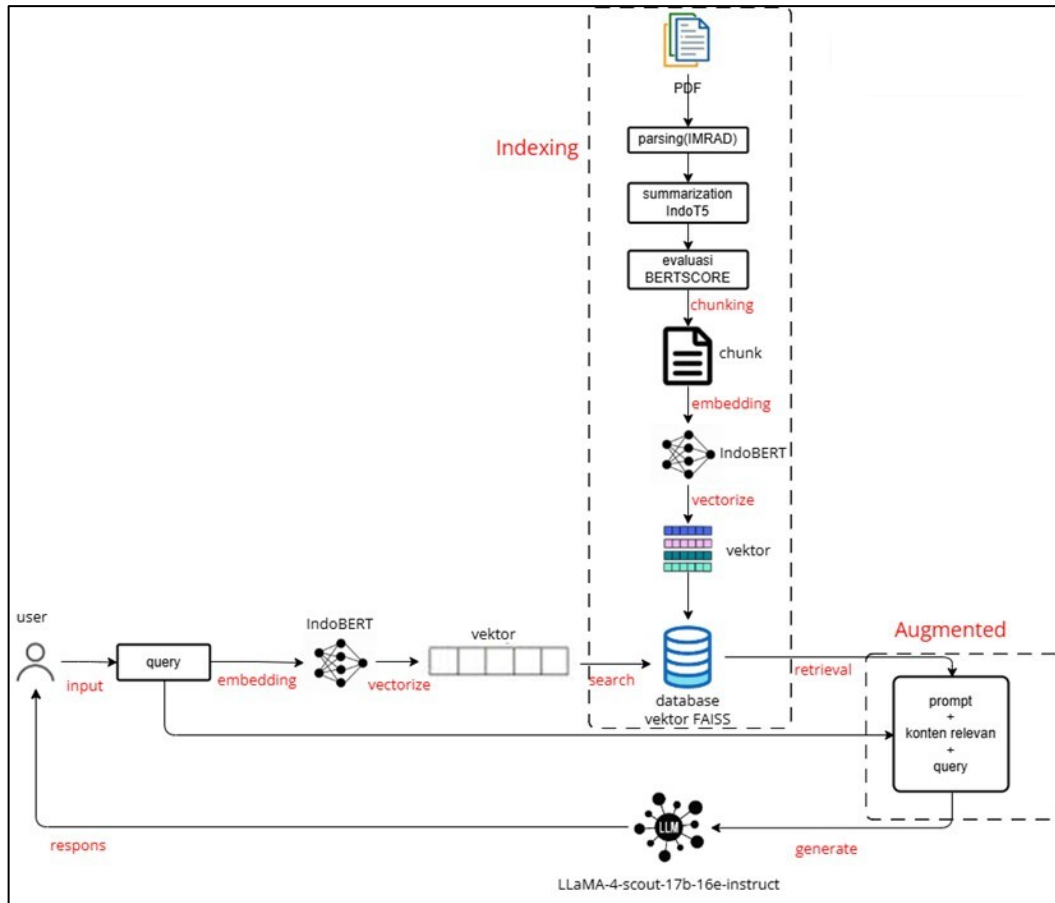 PDF
Indexing
parsing(IMRAD)
summarization
IndoT5
evaluasi
BERTSCORE
chunking
chunk
embedding
IndoBERT
vectorize
vektor
user
input
query
embedding
IndoBERT
vectorize
vektor
search
database
vektor FAISS
retrieval
Augmented
prompt
+
konten relevan
+
query
generate
LLM
LLaMA-4-scout-17b-16e-instruct
respons